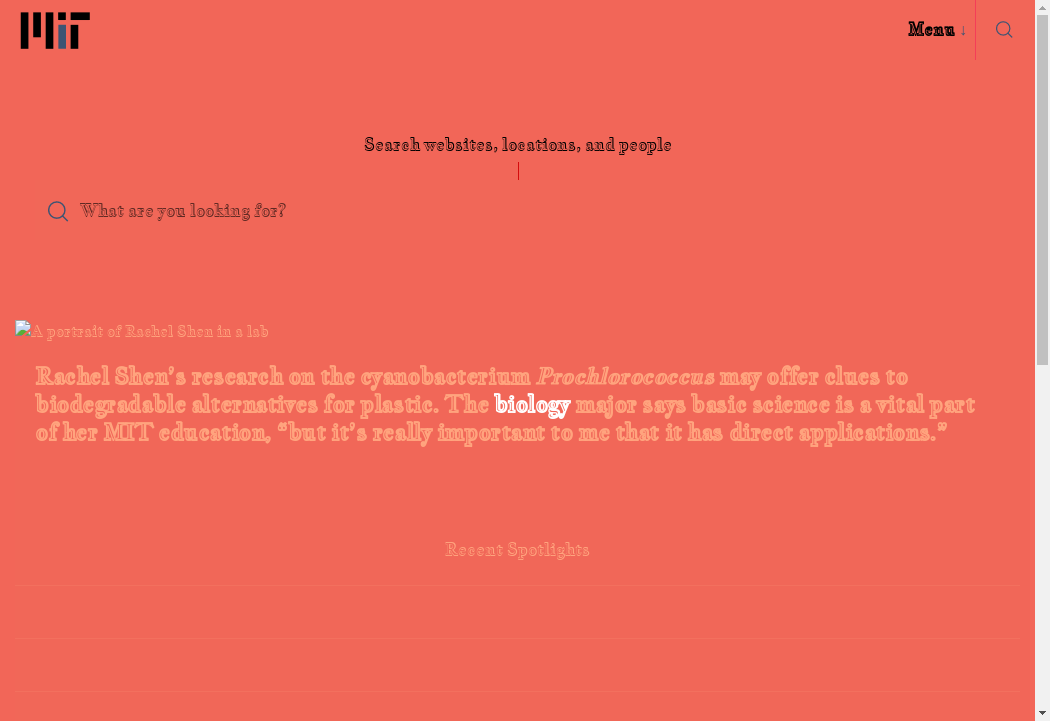 MIT
Menu ↓
Search websites, locations, and people
What are you looking for?
A portrait of Rachel Shen in a lab
Rachel Shen’s research on the cyanobacterium Prochlorococcus may offer clues to
biodegradable alternatives for plastic. The biology major says basic science is a vital part
of her MIT education, “but it’s really important to me that it has direct applications.”
Recent Spotlights